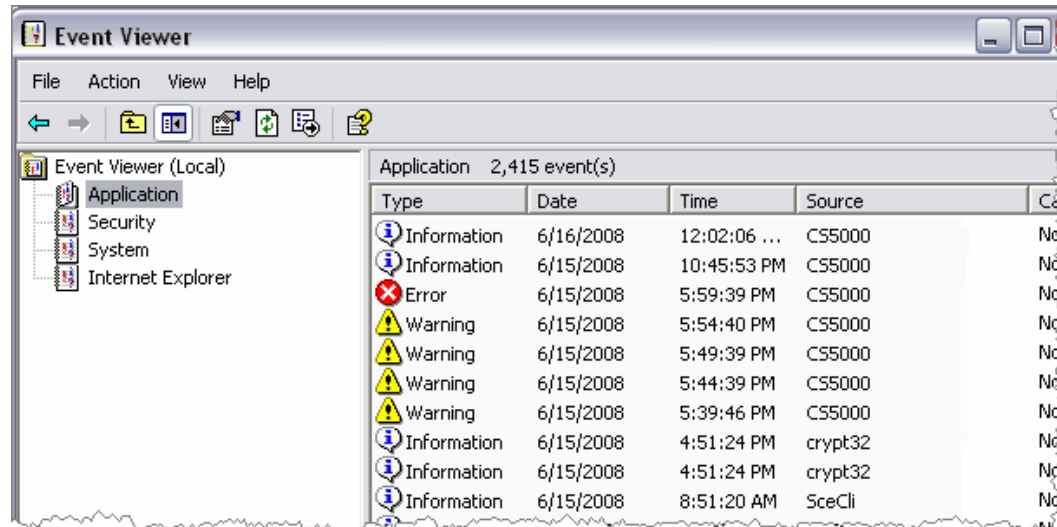 Event Viewer
File Action View Help
Event Viewer (Local)
Application
Security
System
Internet Explorer
Application 2,415 event(s)
Type Date Time Source
Information 6/16/2008 12:02:06 ... CS5000
Information 6/15/2008 10:45:53 PM CS5000
Error 6/15/2008 5:59:39 PM CS5000
Warning 6/15/2008 5:54:40 PM CS5000
Warning 6/15/2008 5:49:39 PM CS5000
Warning 6/15/2008 5:44:39 PM CS5000
Warning 6/15/2008 5:39:46 PM CS5000
Information 6/15/2008 4:51:24 PM crypt32
Information 6/15/2008 4:51:24 PM crypt32
Information 6/15/2008 8:51:20 AM SceCli